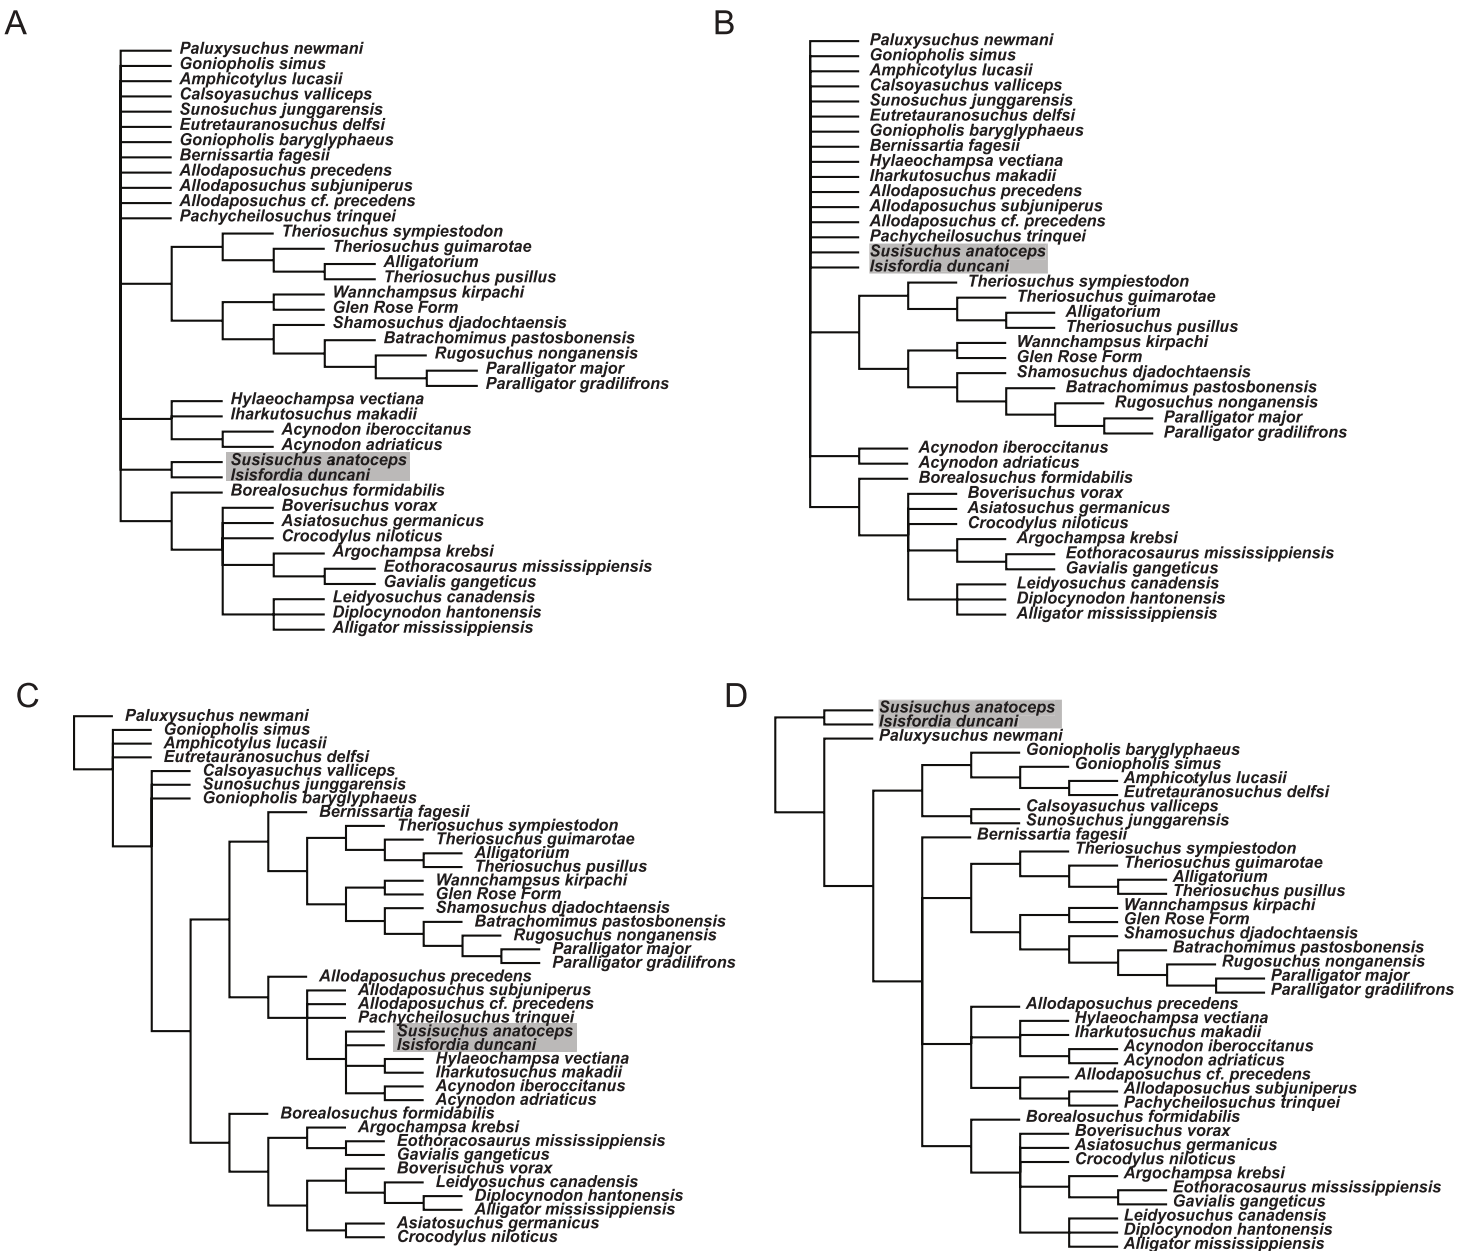 A
Paluxysuchus newmani
Goniopholis simus
Amphicotylus lucasii
Calsoyasuchus valliceps
Sunosuchus junggarensis
Eutretauranosuchus delfsi
Goniopholis baryglyphaeus
Bernissartia fagesii
Allodaposuchus precedens
Allodaposuchus subjuniperus
Allodaposuchus cf. precedens
Pachycheilosuchus trinquei
Theriosuchus sympiestodon
Theriosuchus guimarotae
Alligatorium
Theriosuchus pusillus
Wannchampsus kirpachi
Glen Rose Form
Shamosuchus djadochtaensis
Batrachomimus pastosbonensis
Rugosuchus nonganensis
Paralligator major
Paralligator gradilifrons
Hylaeochampsa vectiana
Iharkutosuchus makadii
Acynodon iberoccitanus
Acynodon adriaticus
Susisuchus anatoceps
Isisfordia duncani
Borealosuchus formidabilis
Boverisuchus vorax
Asiatosuchus germanicus
Crocodylus niloticus
Argochampsa krebsi
Eothoracosaurus mississippiensis
Gavialis gangeticus
Leidyosuchus canadensis
Diplocynodon hantonensis
Alligator mississippiensis
B
Paluxysuchus newmani
Goniopholis simus
Amphicotylus lucasii
Calsoyasuchus valliceps
Sunosuchus junggarensis
Eutretauranosuchus delfsi
Goniopholis baryglyphaeus
Bernissartia fagesii
Hylaeochampsa vectiana
Iharkutosuchus makadii
Allodaposuchus precedens
Allodaposuchus subjuniperus
Allodaposuchus cf. precedens
Pachycheilosuchus trinquei
Susisuchus anatoceps
Isisfordia duncani
Theriosuchus sympiestodon
Theriosuchus guimarotae
Alligatorium
Theriosuchus pusillus
Wannchampsus kirpachi
Glen Rose Form
Shamosuchus djadochtaensis
Batrachomimus pastosbonensis
Rugosuchus nonganensis
Paralligator major
Paralligator gradilifrons
Acynodon iberoccitanus
Acynodon adriaticus
Borealosuchus formidabilis
Boverisuchus vorax
Asiatosuchus germanicus
Crocodylus niloticus
Argochampsa krebsi
Eothoracosaurus mississippiensis
Gavialis gangeticus
Leidyosuchus canadensis
Diplocynodon hantonensis
Alligator mississippiensis
C
Paluxysuchus newmani
Goniopholis simus
Amphicotylus lucasii
Eutretauranosuchus delfsi
Calsoyasuchus valliceps
Sunosuchus junggarensis
Goniopholis baryglyphaeus
Bernissartia fagesii
Theriosuchus sympiestodon
Theriosuchus guimarotae
Alligatorium
Theriosuchus pusillus
Wannchampsus kirpachi
Glen Rose Form
Shamosuchus djadochtaensis
Batrachomimus pastosbonensis
Rugosuchus nonganensis
Paralligator major
Paralligator gradilifrons
Allodaposuchus precedens
Allodaposuchus subjuniperus
Allodaposuchus cf. precedens
Pachycheilosuchus trinquei
Susisuchus anatoceps
Isisfordia duncani
Hylaeochampsa vectiana
Iharkutosuchus makadii
Acynodon iberoccitanus
Acynodon adriaticus
Borealosuchus formidabilis
Argochampsa krebsi
Eothoracosaurus mississippiensis
Gavialis gangeticus
Boverisuchus vorax
Leidyosuchus canadensis
Diplocynodon hantonensis
Alligator mississippiensis
Asiatosuchus germanicus
Crocodylus niloticus
D
Susisuchus anatoceps
Isisfordia duncani
Paluxysuchus newmani
Goniopholis baryglyphaeus
Goniopholis simus
Amphicotylus lucasii
Eutretauranosuchus delfsi
Calsoyasuchus valliceps
Sunosuchus junggarensis
Bernissartia fagesii
Theriosuchus sympiestodon
Theriosuchus guimarotae
Alligatorium
Theriosuchus pusillus
Wannchampsus kirpachi
Glen Rose Form
Shamosuchus djadochtaensis
Batrachomimus pastosbonensis
Rugosuchus nonganensis
Paralligator major
Paralligator gradilifrons
Allodaposuchus precedens
Hylaeochampsa vectiana
Iharkutosuchus makadii
Acynodon iberoccitanus
Acynodon adriaticus
Allodaposuchus cf. precedens
Allodaposuchus subjuniperus
Pachycheilosuchus trinquei
Borealosuchus formidabilis
Boverisuchus vorax
Asiatosuchus germanicus
Crocodylus niloticus
Argochampsa krebsi
Eothoracosaurus mississippiensis
Gavialis gangeticus
Leidyosuchus canadensis
Diplocynodon hantonensis
Alligator mississippiensis